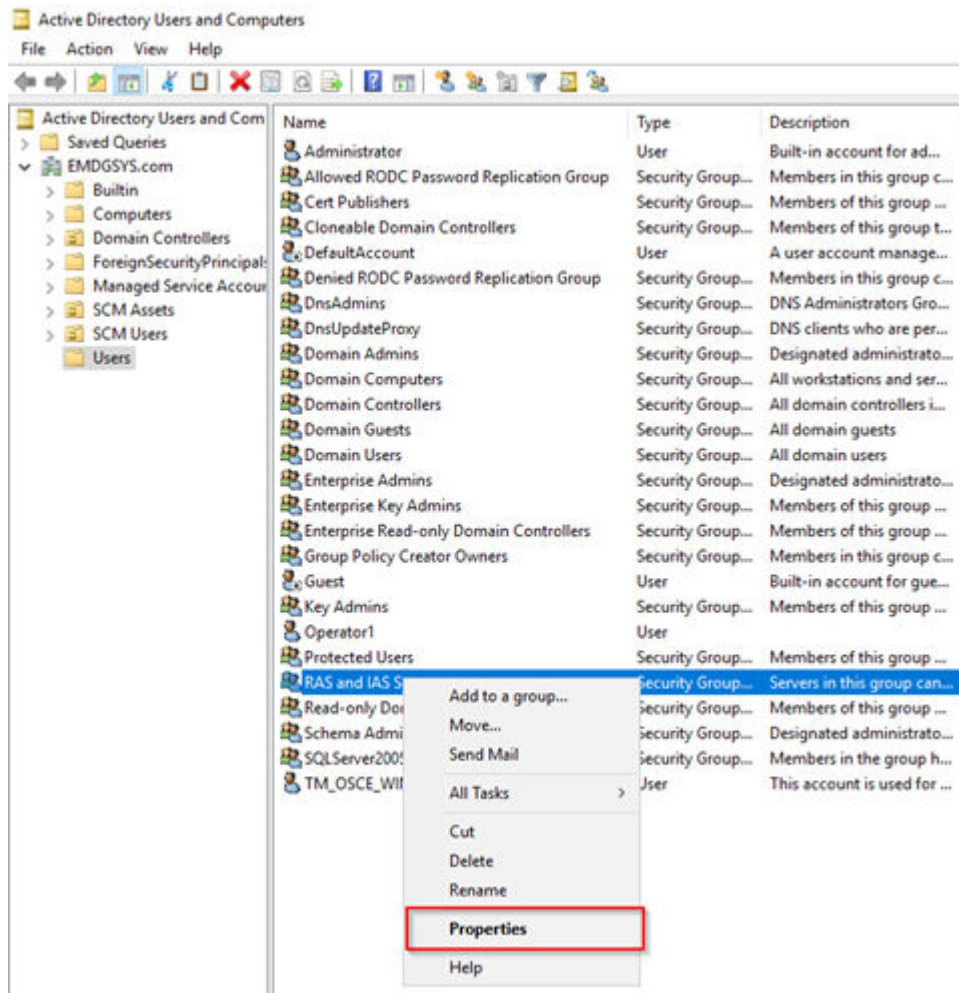 Active Directory Users and Computers
File Action View Help
Active Directory Users and Com
Saved Queries
EMDGSYS.com
Builtin
Computers
Domain Controllers
ForeignSecurityPrincipals
Managed Service Accour
SCM Assets
SCM Users
Users
Name Type Description
Administrator User Built-in account for ad...
Allowed RODC Password Replication Group Security Group... Members in this group c...
Cert Publishers Security Group... Members of this group ...
Cloneable Domain Controllers Security Group... Members of this group t...
DefaultAccount User A user account manage...
Denied RODC Password Replication Group Security Group... Members in this group c...
DnsAdmins Security Group... DNS Administrators Gro...
DnsUpdateProxy Security Group... DNS clients who are per...
Domain Admins Security Group... Designated administrato...
Domain Computers Security Group... All workstations and ser...
Domain Controllers Security Group... All domain controllers i...
Domain Guests Security Group... All domain guests
Domain Users Security Group... All domain users
Enterprise Admins Security Group... Designated administrato...
Enterprise Key Admins Security Group... Members of this group ...
Enterprise Read-only Domain Controllers Security Group... Members of this group ...
Group Policy Creator Owners Security Group... Members in this group c...
Guest User Built-in account for gue...
Key Admins Security Group... Members of this group ...
Operator1 User
Protected Users Security Group... Members of this group ...
RAS and IAS S Security Group... Servers in this group can...
Read-only Do Security Group... Members of this group ...
Schema Admi Security Group... Designated administrato...
SQLServer2005 Security Group... Members in the group h...
TM_OSCE_WI User This account is used for ...
Add to a group...
Move...
Send Mail
All Tasks >
Cut
Delete
Rename
Properties
Help